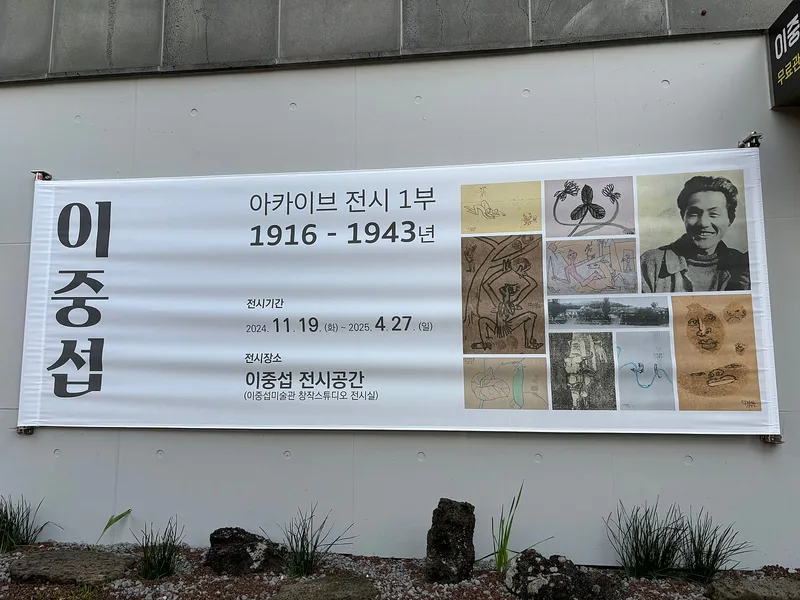 이중섭
아카이브 전시 1부
1916 - 1943년
전시기간
2024. 11.19. (화) ~ 2025. 4.27. (일)
전시장소
이중섭 전시공간
(이중섭미술관 창작스튜디오 전시실)
이중
무료관